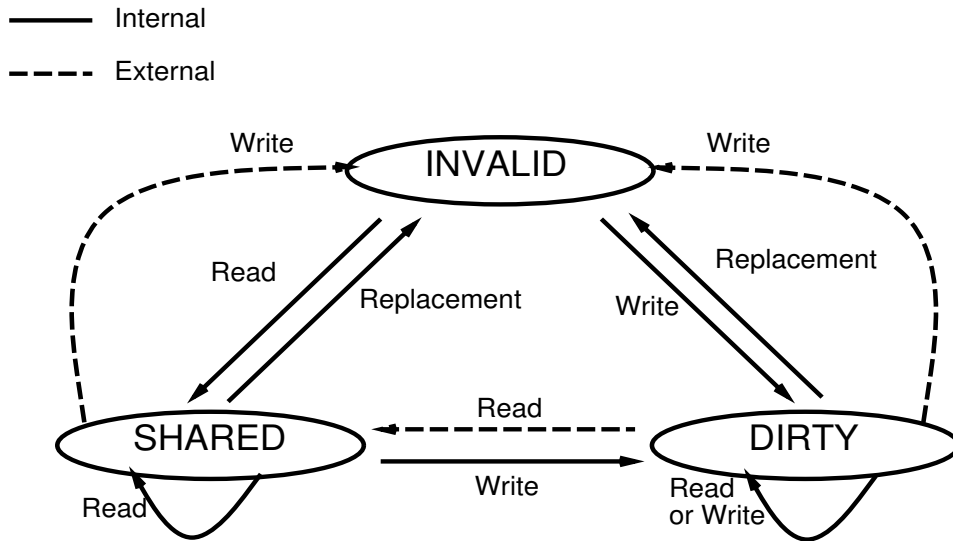 Internal
External
Write
INVALID
Write
Read
Replacement
Write
Replacement
SHARED
Read
DIRTY
Write
Read
Read
or Write